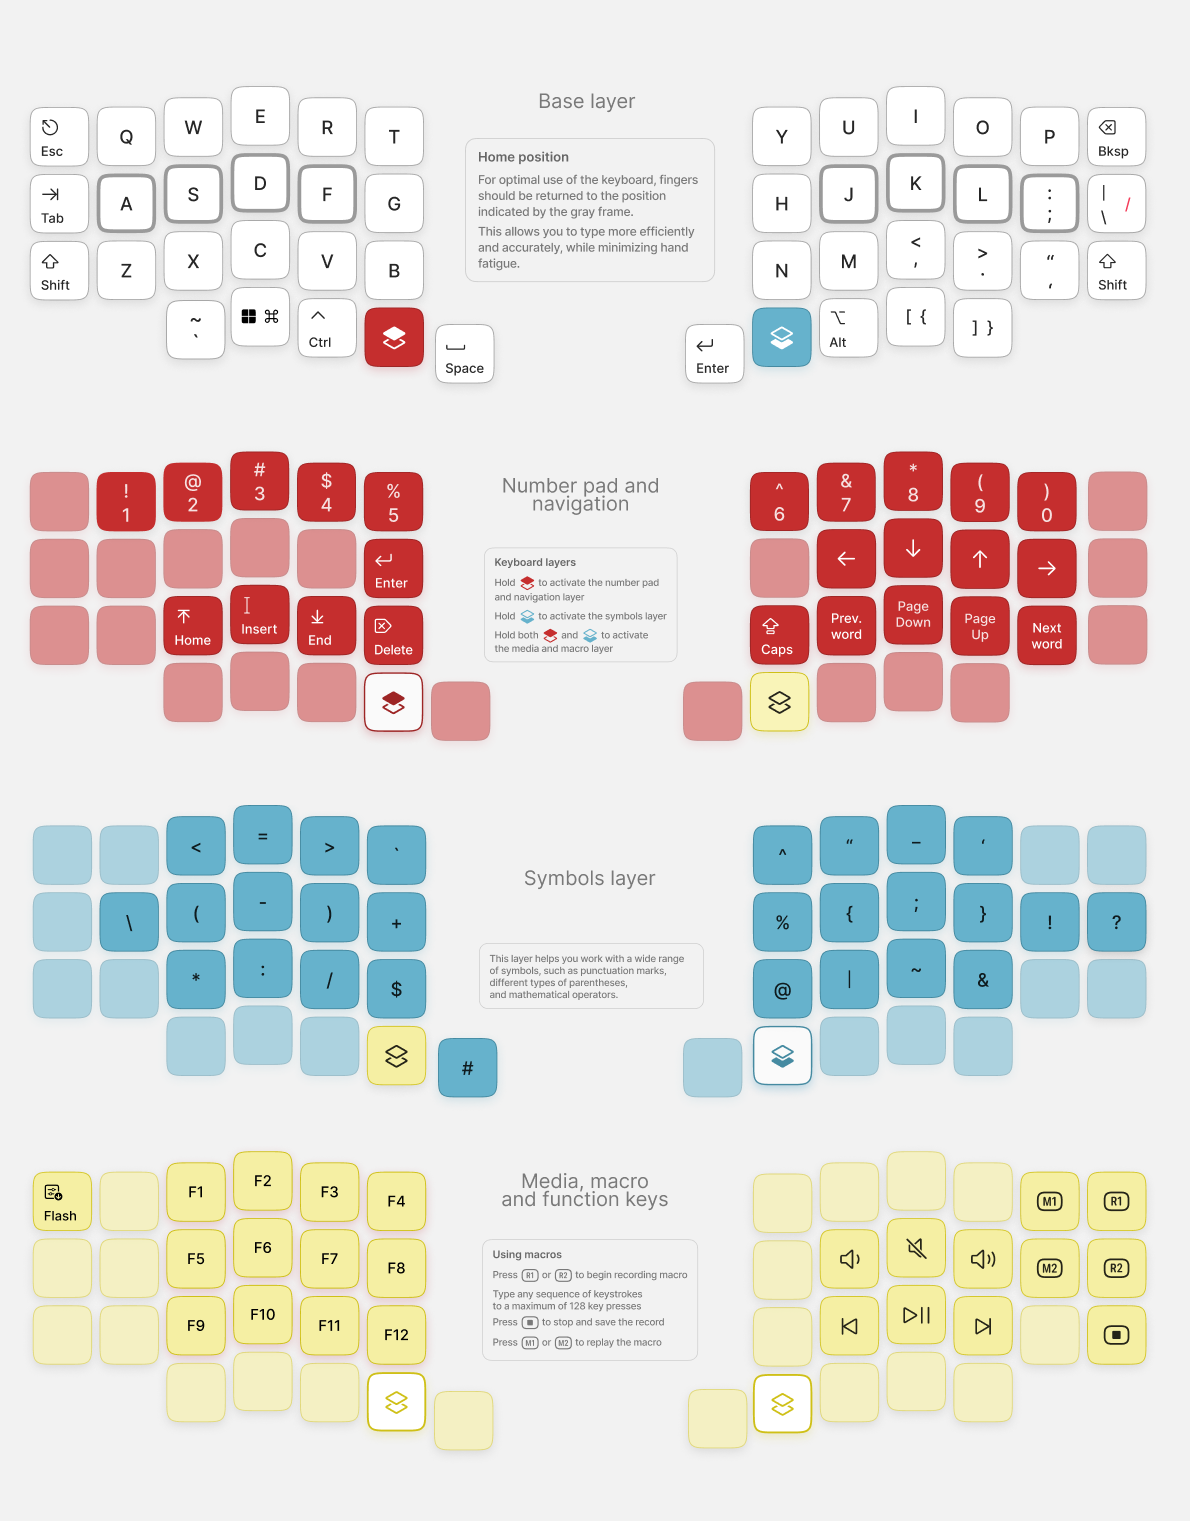 Base layer
Esc Q W E R T Y U I O P Bksp
Tab A S D F G H J K L : ; | \ /
Shift Z X C V B N M < , > . “ ‘ Shift
~ ` ⌘ ^ Ctrl Space Enter ⌥ Alt [ { ] }
Home position
For optimal use of the keyboard, fingers
should be returned to the position
indicated by the gray frame.
This allows you to type more efficiently
and accurately, while minimizing hand
fatigue.
Number pad and
navigation
! 1 @ 2 # 3 $ 4 % 5 ^ 6 & 7 * 8 ( 9 ) 0
Enter ← ↓ ↑ →
Home Insert End Delete Caps Prev. word Page Down Page Up Next word
Keyboard layers
Hold to activate the number pad
and navigation layer
Hold to activate the symbols layer
Hold both and to activate
the media and macro layer
Symbols layer
< = > ` ^ “ _ ‘
\ ( - ) + % { ; } ! ?
* : / $ @ | ~ &
#
This layer helps you work with a wide range
of symbols, such as punctuation marks,
different types of parentheses,
and mathematical operators.
Media, macro
and function keys
Flash F1 F2 F3 F4 M1 R1
F5 F6 F7 F8 M2 R2
F9 F10 F11 F12
Using macros
Press R1 or R2 to begin recording macro
Type any sequence of keystrokes
to a maximum of 128 key presses
Press to stop and save the record
Press M1 or M2 to replay the macro